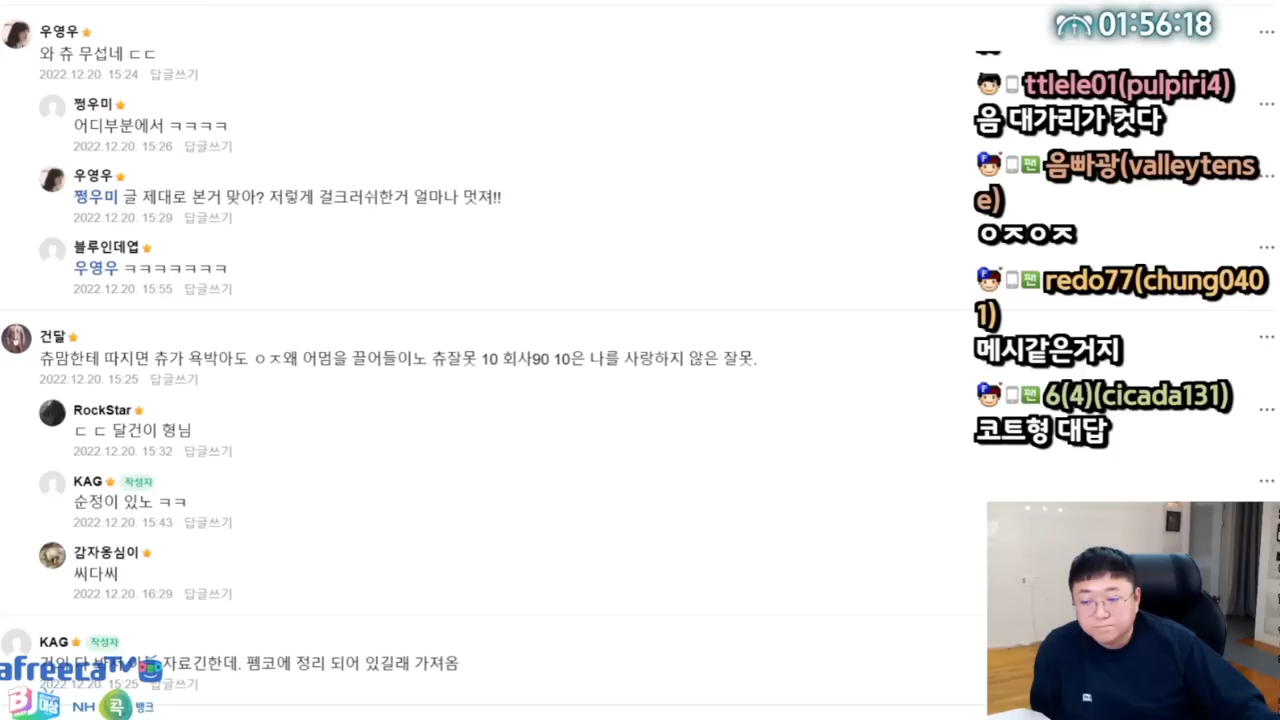 우영우
와 츄 무섭네 ㄷㄷ
2022.12.20. 15:24 답글쓰기
쩡우미
어디부분에서 ㅋㅋㅋㅋ
2022.12.20. 15:26 답글쓰기
우영우
쩡우미 글 제대로 본거 맞아? 저렇게 걸크러쉬한거 얼마나 멋져!!
2022.12.20. 15:29 답글쓰기
블루인데엽
우영우 ㅋㅋㅋㅋㅋㅋㅋ
2022.12.20. 15:55 답글쓰기
건달
츄맘한테 따지면 츄가 욕박아도 ㅇㅈ왜 어멈을 끌어들이노 츄잘못 10 회사90 10은 나를 사랑하지 않은 잘못.
2022.12.20. 15:25 답글쓰기
RockStar
ㄷ ㄷ 달건이 형님
2022.12.20. 15:32 답글쓰기
KAG 작성자
순정이 있노 ㅋㅋ
2022.12.20. 15:43 답글쓰기
감자옹심이
씨다씨
2022.12.20. 16:29 답글쓰기
KAG 작성자
자료긴한데. 펨코에 정리 되어 있길래 가져옴
2022.12.20. 15:25 답글쓰기
afreecaTV
NH 콕 뱅크
01:56:18
ttlele01(pulpiri4)
음 대가리가 컷다
음빠광(valleytens
e)
ㅇㅈㅇㅈ
팬 redo77(chung040
1)
메시같은거지
팬 6(4)(cicada131)
코트형 대답